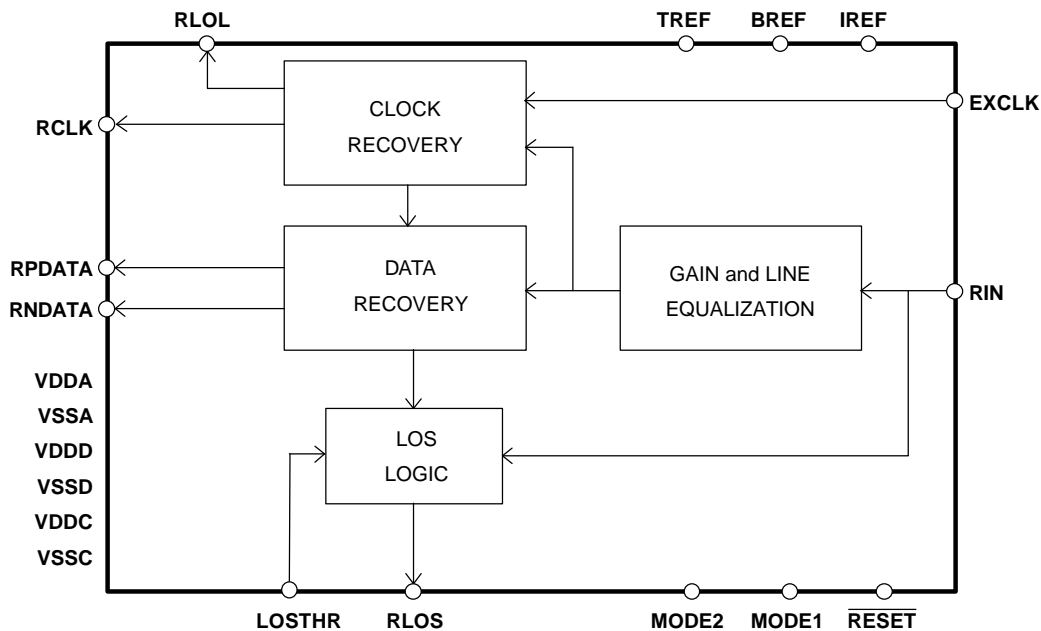 RLOL
TREF
BREF
IREF
CLOCK
RECOVERY
EXCLK
RCLK
RPDATA
RNDATA
DATA
RECOVERY
GAIN and LINE
EQUALIZATION
RIN
VDDA
VSSA
VDDD
VSSD
VDDC
VSSC
LOS
LOGIC
LOSTHR
RLOS
MODE2
MODE1
RESET